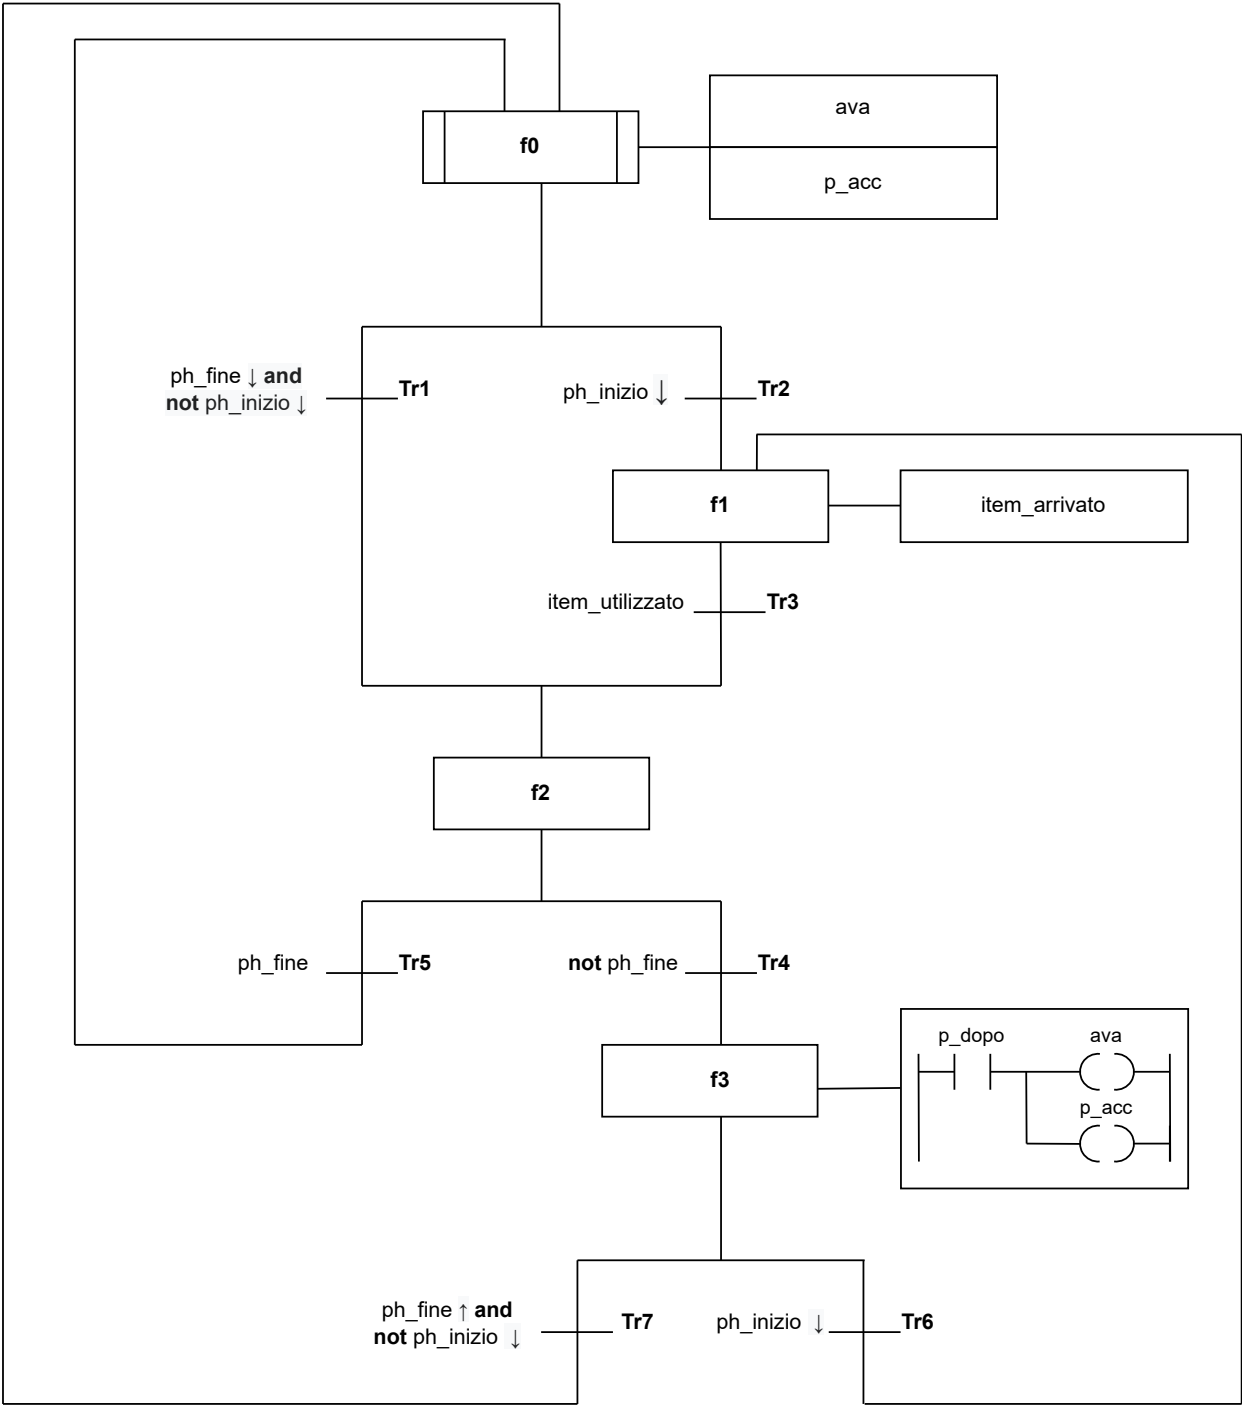 ava
f0
p_acc
ph_fine ↓ and
not ph_inizio ↓
Tr1
ph_inizio ↓
Tr2
f1
item_arrivato
item_utilizzato
Tr3
f2
ph_fine
Tr5
not ph_fine
Tr4
p_dopo
ava
f3
p_acc
ph_fine ↑ and
not ph_inizio ↓
Tr7
ph_inizio ↓
Tr6